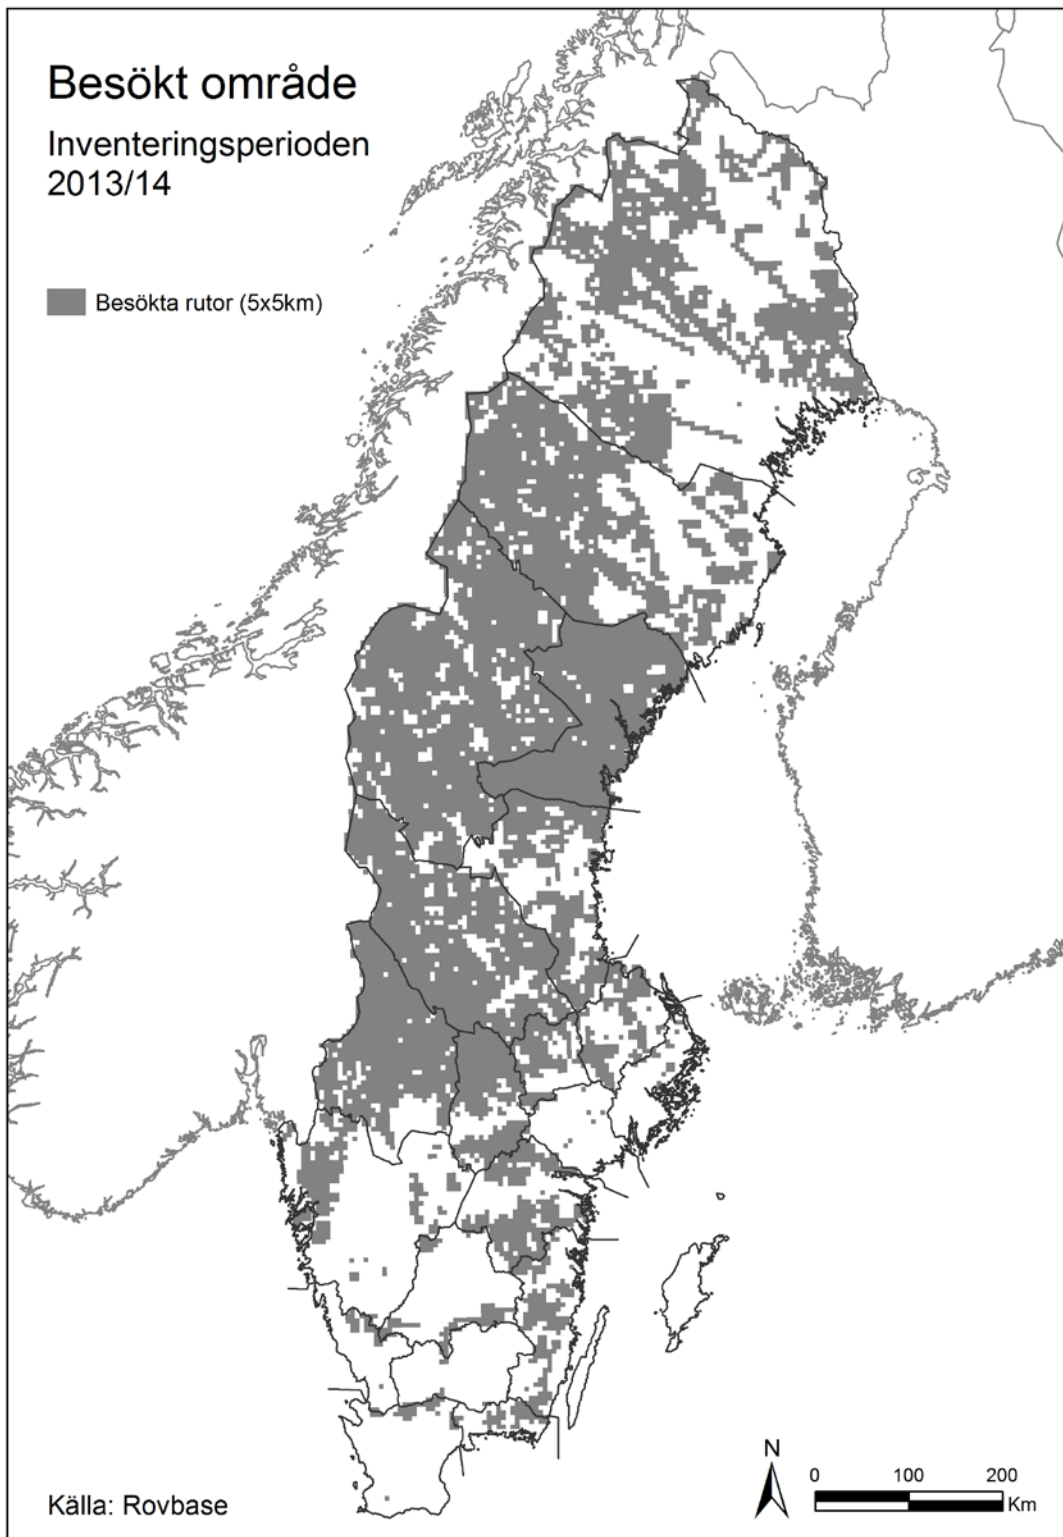 Besökt område
Inventeringsperioden
2013/14
Besökta rutor (5x5km)
Källa: Rovbase
N
0 100 200
Km